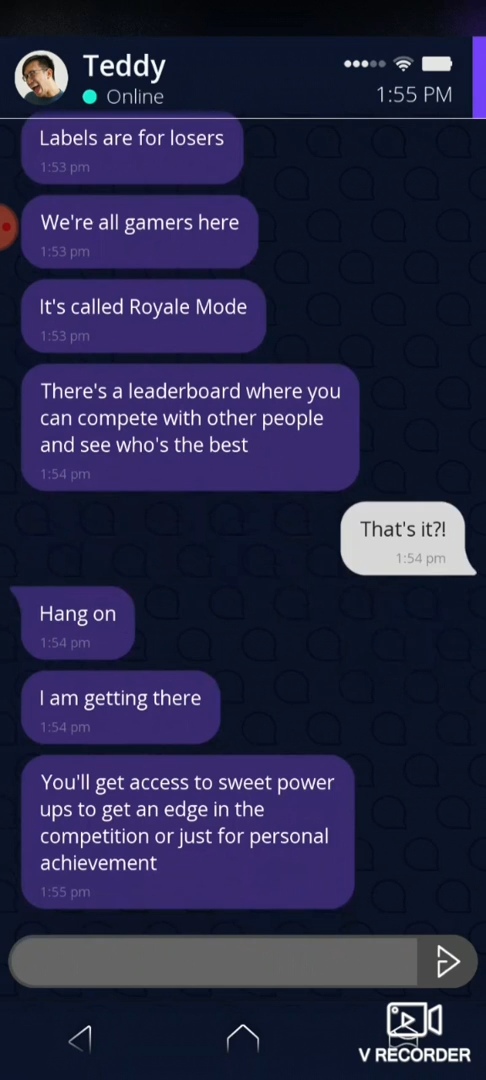 Teddy
Online
1:55 PM
Labels are for losers
1:53 pm
We're all gamers here
1:53 pm
It's called Royale Mode
1:53 pm
There's a leaderboard where you
can compete with other people
and see who's the best
1:54 pm
That's it?!
1:54 pm
Hang on
1:54 pm
I am getting there
1:54 pm
You'll get access to sweet power
ups to get an edge in the
competition or just for personal
achievement
1:55 pm
V RECORDER